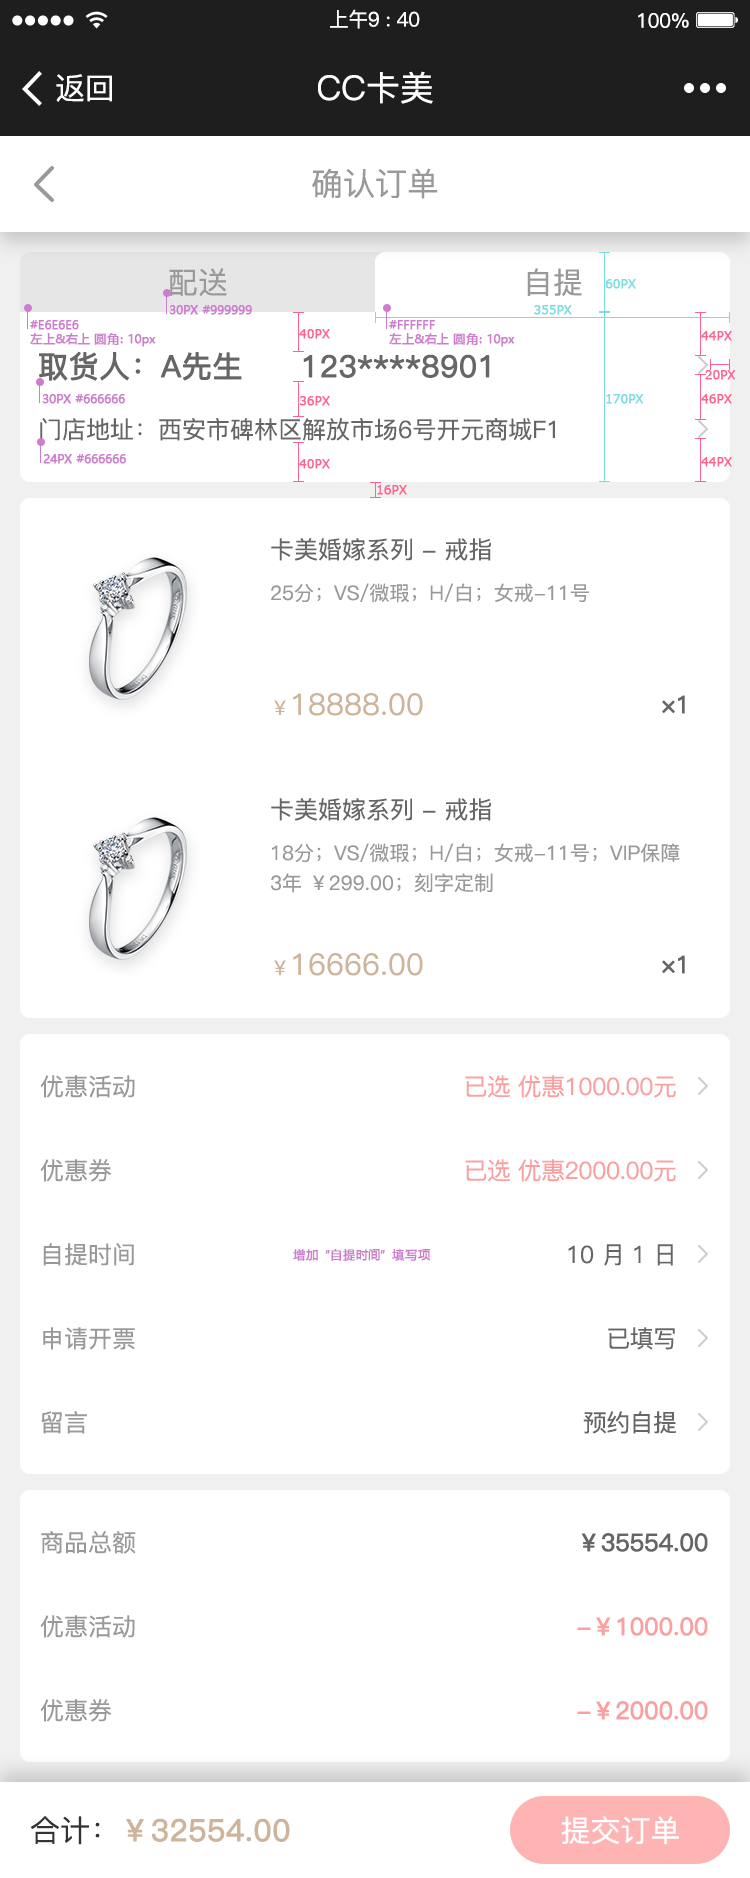 上午9 : 40
100%
返回
CC卡美
确认订单
配送
自提
60PX
30PX #999999
355PX
#E6E6E6
左上&右上 圆角: 10px
#FFFFFF
左上&右上 圆角: 10px
40PX
44PX
取货人：A先生
123****8901
20PX
30PX #666666
36PX
170PX
46PX
门店地址：西安市碑林区解放市场6号开元商城F1
24PX #666666
40PX
44PX
16PX
卡美婚嫁系列 – 戒指
25分；VS/微瑕；H/白；女戒–11号
¥18888.00
×1
卡美婚嫁系列 – 戒指
18分；VS/微瑕；H/白；女戒–11号；VIP保障
3年 ¥299.00；刻字定制
¥16666.00
×1
优惠活动
已选 优惠1000.00元
优惠券
已选 优惠2000.00元
自提时间
增加 “自提时间” 填写项
10 月 1 日
申请开票
已填写
留言
预约自提
商品总额
¥35554.00
优惠活动
–¥1000.00
优惠券
–¥2000.00
合计：¥32554.00
提交订单